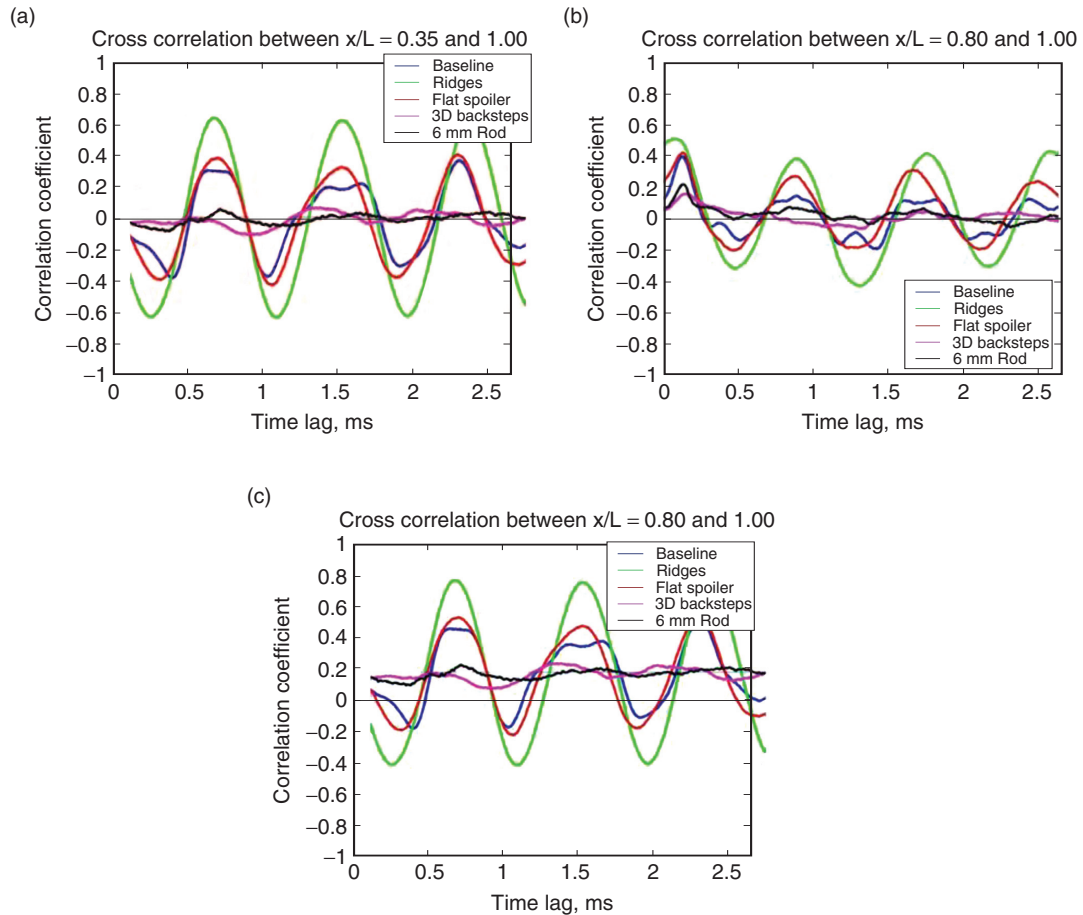 (a)
Cross correlation between x/L = 0.35 and 1.00
Baseline
Ridges
Flat spoiler
3D backsteps
6 mm Rod
1
0.8
0.6
0.4
0.2
0
−0.2
−0.4
−0.6
−0.8
−1
Correlation coefficient
0
0.5
1
1.5
2
2.5
Time lag, ms
(b)
Cross correlation between x/L = 0.80 and 1.00
1
0.8
0.6
0.4
0.2
0
−0.2
−0.4
−0.6
−0.8
−1
Correlation coefficient
Baseline
Ridges
Flat spoiler
3D backsteps
6 mm Rod
0
0.5
1
1.5
2
2.5
Time lag, ms
(c)
Cross correlation between x/L = 0.80 and 1.00
Baseline
Ridges
Flat spoiler
3D backsteps
6 mm Rod
1
0.8
0.6
0.4
0.2
0
−0.2
−0.4
−0.6
−0.8
−1
Correlation coefficient
0
0.5
1
1.5
2
2.5
Time lag, ms